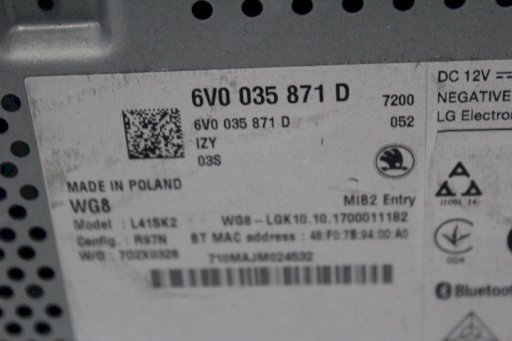 6V0 035 871 D 7200
6V0 035 871 D 052
IZY
03S
MADE IN POLAND
WG8 MIB2 Entry
Model : L41SK2 WG8-LGK10.10.1700011182
Config. : R97N BT MAC address : 48:F0:7B:94:00:A0
W/O : 702X0328 710MAJM024532
DC 12V
NEGATIVE
LG Electron
Bluetoot